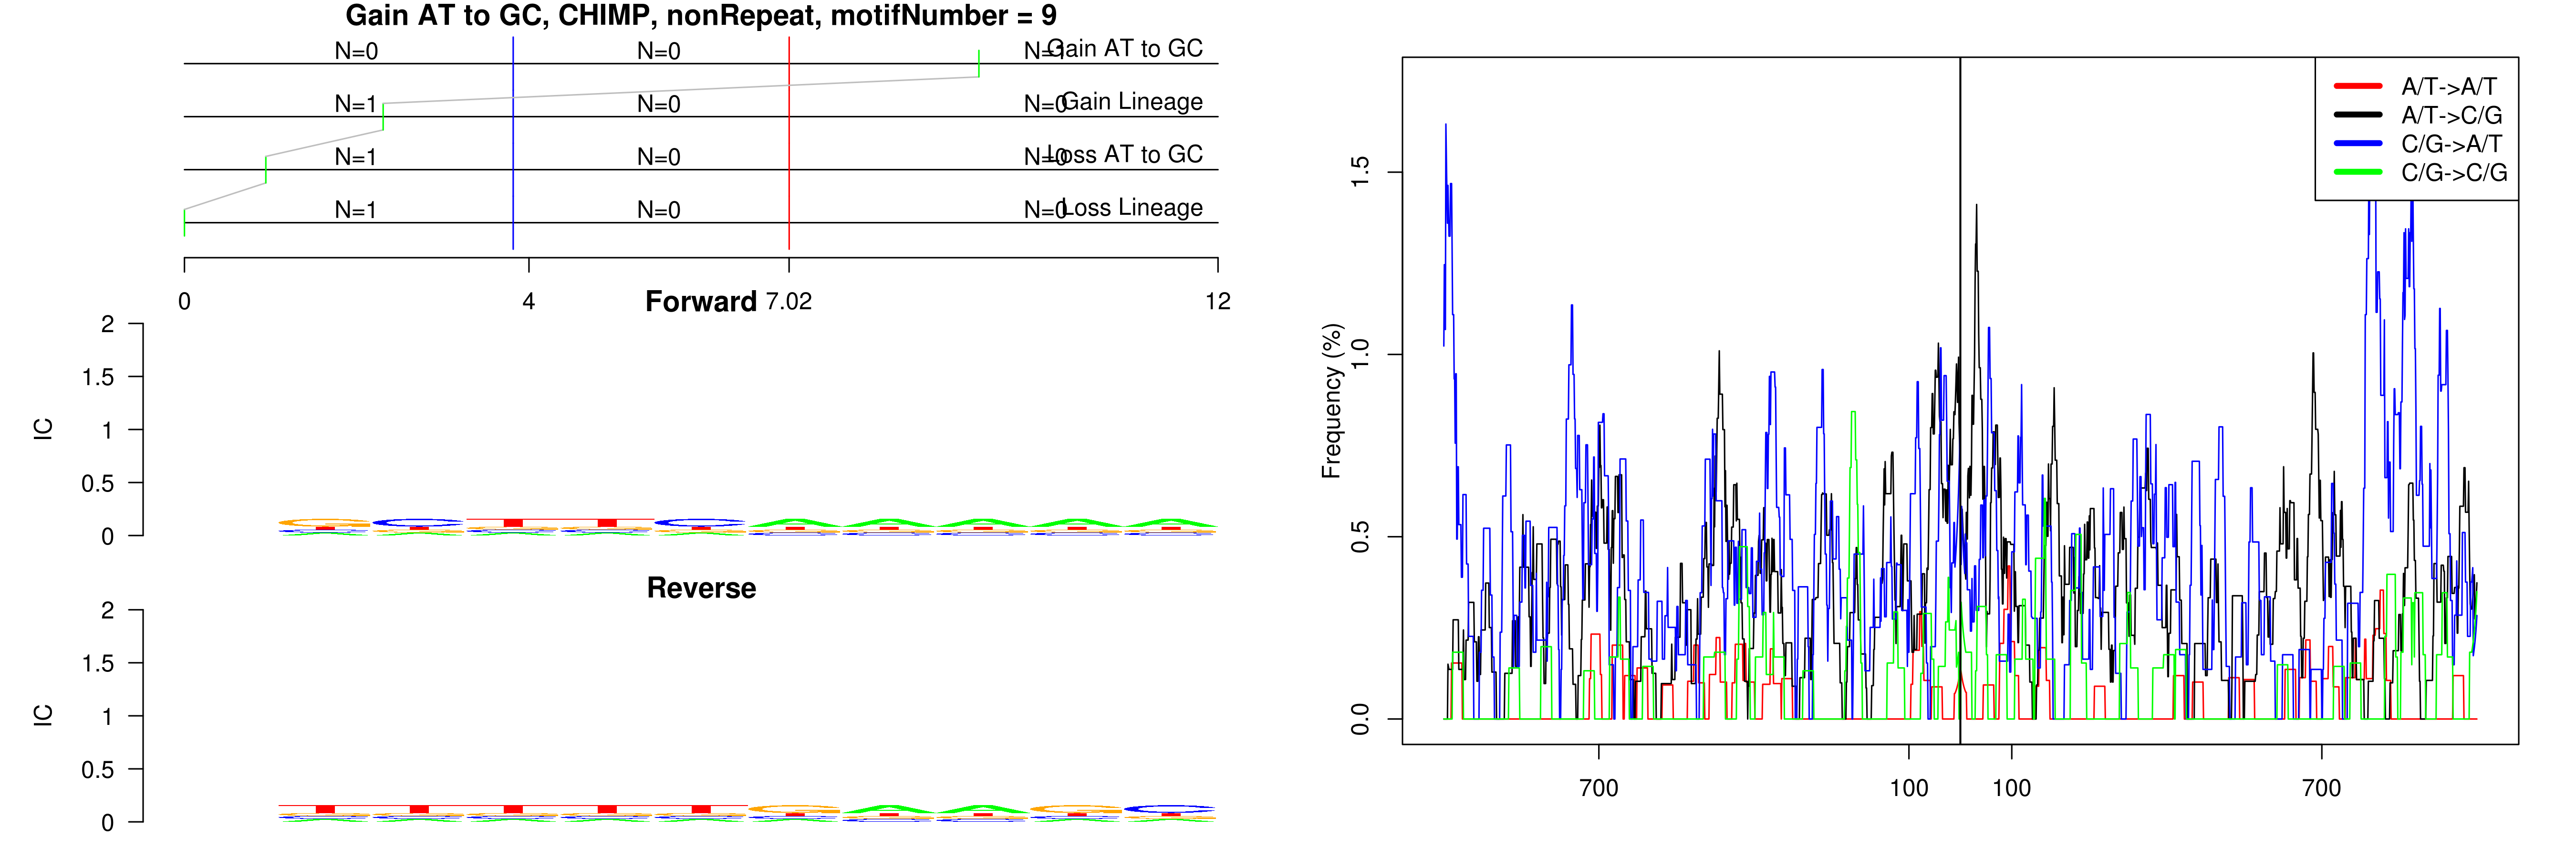 Gain AT to GC, CHIMP, nonRepeat, motifNumber = 9
N=0 N=0 N=1 Gain AT to GC
N=1 N=0 N=0 Gain Lineage
N=1 N=0 N=0 Loss AT to GC
N=1 N=0 N=0 Loss Lineage
0 4 7.02 12
Forward
IC
2
1.5
1
0.5
0
G C T T C A A A A A
Reverse
IC
2
1.5
1
0.5
0
T T T T T G A A G C
A/T->A/T
A/T->C/G
C/G->A/T
C/G->C/G
Frequency (%)
1.5
1.0
0.5
0.0
700 100 100 700